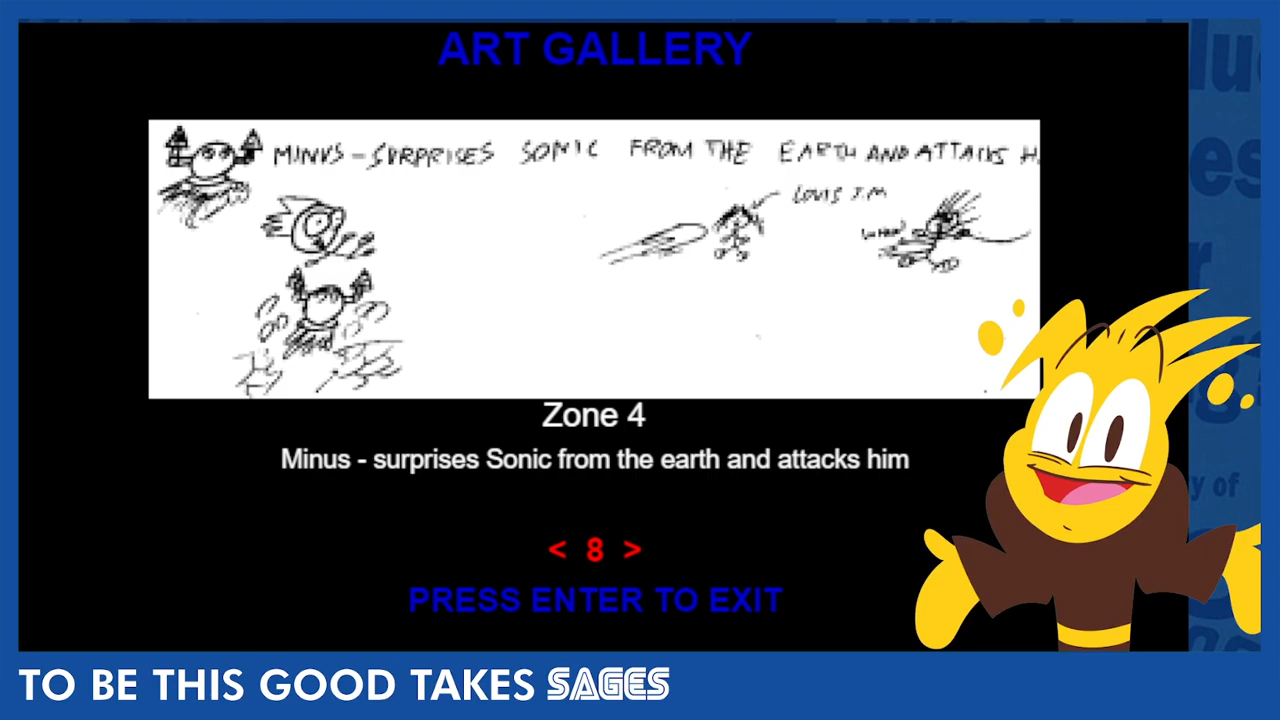 ART GALLERY
MINUS - SURPRISES SONIC FROM THE EARTH AND ATTACKS H
LOUIS J.M
Zone 4
Minus - surprises Sonic from the earth and attacks him
< 8 >
PRESS ENTER TO EXIT
TO BE THIS GOOD TAKES SAGES